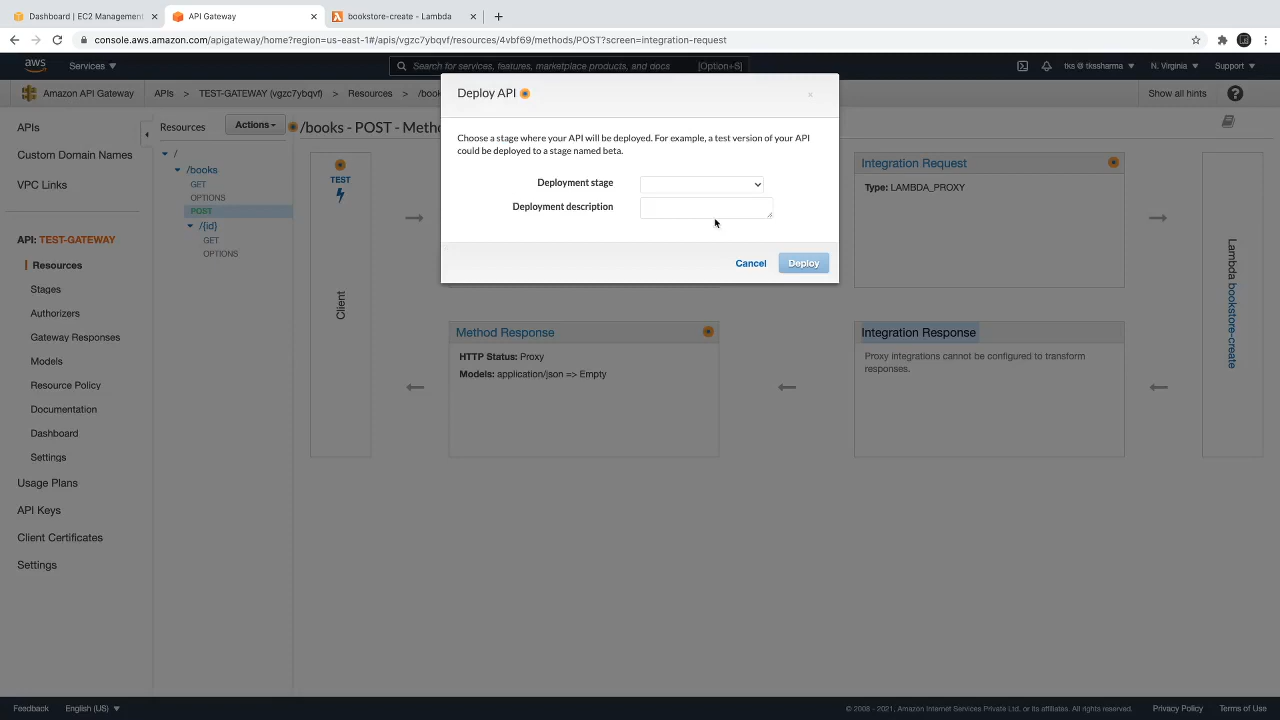 Dashboard | EC2 Management
API Gateway
bookstore-create - Lambda
console.aws.amazon.com/apigateway/home?region=us-east-1#/apis/vgzc7ybqvf/resources/4vbf69/methods/POST?screen=integration-request
aws
Services
Search for services, features, marketplace products, and docs
[Option+S]
tks @ tkssharma
N. Virginia
Support
Amazon API Gateway
APIs
>
TEST-GATEWAY (vgzc7ybqvf)
>
Resources
>
/boo
Show all hints
?
APIs
Custom Domain Names
VPC Links
API: TEST-GATEWAY
Resources
Stages
Authorizers
Gateway Responses
Models
Resource Policy
Documentation
Dashboard
Settings
Usage Plans
API Keys
Client Certificates
Settings
Resources
Actions
/books - POST - Metho
/
/books
GET
OPTIONS
POST
/{id}
GET
OPTIONS
TEST
Client
Deploy API
×
Choose a stage where your API will be deployed. For example, a test version of your API
could be deployed to a stage named beta.
Deployment stage
Deployment description
Cancel
Deploy
Integration Request
Type: LAMBDA_PROXY
Method Response
HTTP Status: Proxy
Models: application/json => Empty
Integration Response
Proxy integrations cannot be configured to transform
responses.
Lambda bookstore-create
Feedback
English (US)
© 2008 - 2021, Amazon Internet Services Private Ltd. or its affiliates. All rights reserved.
Privacy Policy
Terms of Use